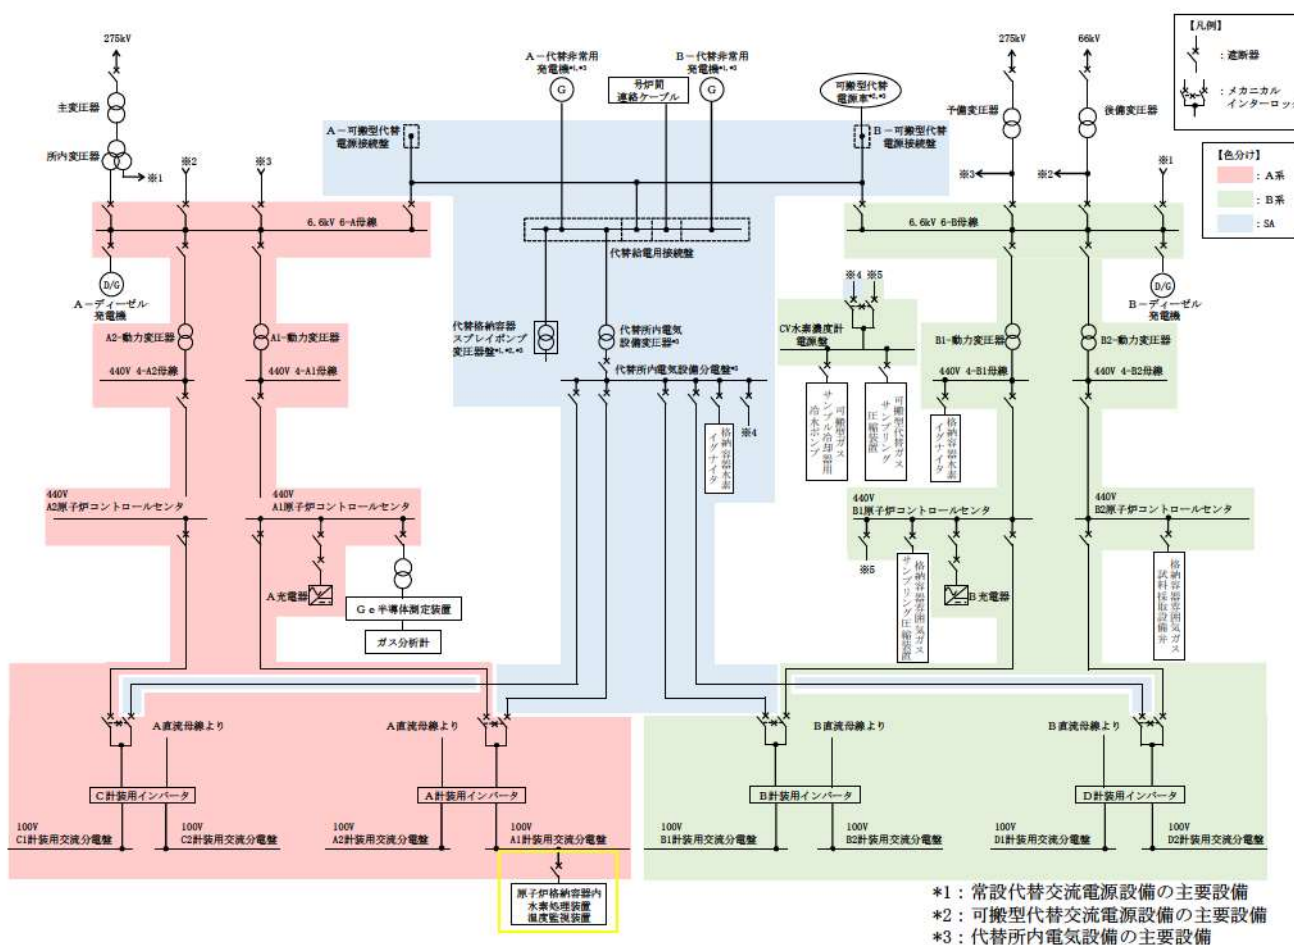 275kV
主変圧器
所内変圧器
※1
※2
※3
6.6kV 6-A母線
D/G
A－ディーゼル
発電機
A2-動力変圧器
A1-動力変圧器
440V 4-A2母線
440V 4-A1母線
440V
A2原子炉コントロールセンタ
440V
A1原子炉コントロールセンタ
A充電器
Ｇｅ半導体測定装置
ガス分析計
A－代替非常用
発電機*1,*3
G
号炉間
連絡ケーブル
B－代替非常用
発電機*1,*3
G
可搬型代替
電源車*2,*3
A－可搬型代替
電源接続盤
B－可搬型代替
電源接続盤
代替給電用接続盤
代替格納容器
スプレイポンプ
変圧器盤*1,*2,*3
代替所内電気
設備変圧器*3
代替所内電気設備分電盤*3
格納容器水素
イグナイタ
※4
※4
※5
CV水素濃度計
電源盤
可搬型ガス
サンプル冷却器用
冷水ポンプ
可搬型代替ガス
サンプリング
圧縮装置
275kV
66kV
予備変圧器
後備変圧器
※3
※2
※1
6.6kV 6-B母線
D/G
B－ディーゼル
発電機
B1-動力変圧器
B2-動力変圧器
440V 4-B1母線
440V 4-B2母線
格納容器水素
イグナイタ
440V
B1原子炉コントロールセンタ
440V
B2原子炉コントロールセンタ
※5
格納容器雰囲気ガス
サンプリング圧縮装置
B充電器
格納容器雰囲気ガス
試料採取設備弁
【凡例】
：遮断器
：メカニカル
インターロック
【色分け】
：A系
：B系
：SA
A直流母線より
A直流母線より
B直流母線より
B直流母線より
C計装用インバータ
A計装用インバータ
B計装用インバータ
D計装用インバータ
100V
C1計装用交流分電盤
100V
C2計装用交流分電盤
100V
A2計装用交流分電盤
100V
A1計装用交流分電盤
100V
B1計装用交流分電盤
100V
B2計装用交流分電盤
100V
D1計装用交流分電盤
100V
D2計装用交流分電盤
原子炉格納容器内
水素処理装置
温度監視装置
*1：常設代替交流電源設備の主要設備
*2：可搬型代替交流電源設備の主要設備
*3：代替所内電気設備の主要設備